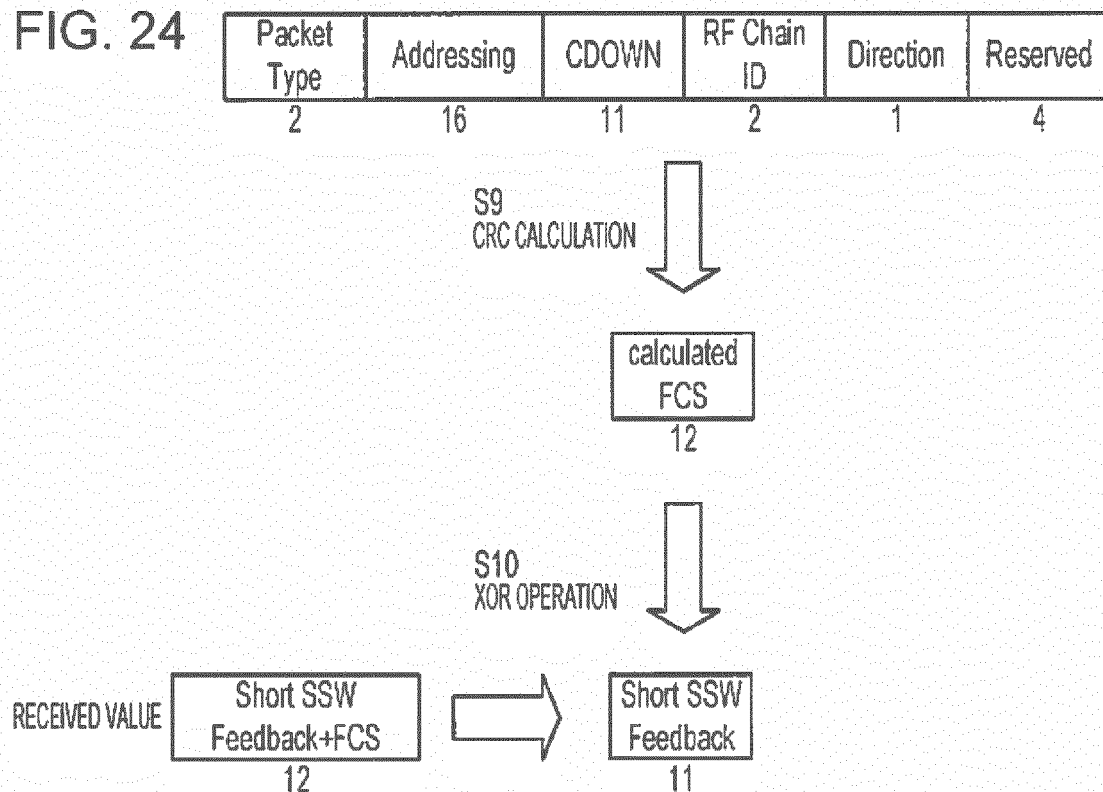 FIG. 24
Packet Type
Addressing
CDOWN
RF Chain ID
Direction
Reserved
2
16
11
2
1
4
S9
CRC CALCULATION
calculated
FCS
12
S10
XOR OPERATION
RECEIVED VALUE
Short SSW
Feedback+FCS
12
Short SSW
Feedback
11